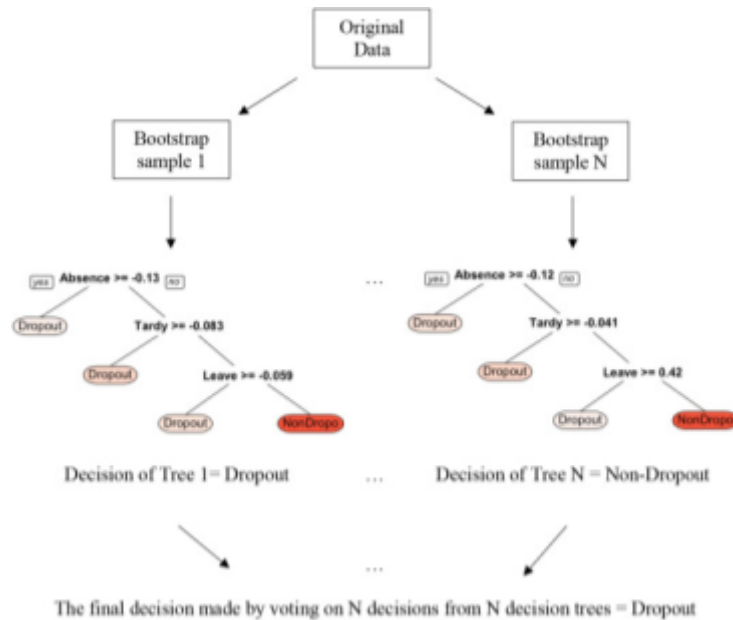 Original
Data
Bootstrap
sample 1
Bootstrap
sample N
yes Absence >= -0.13 no
Dropout
Tardy >= -0.083
Dropout
Leave >= -0.059
Dropout
NonDropo
...
yes Absence >= -0.12 no
Dropout
Tardy >= -0.041
Dropout
Leave >= 0.42
Dropout
NonDropo
Decision of Tree 1= Dropout
...
Decision of Tree N = Non-Dropout
...
The final decision made by voting on N decisions from N decision trees = Dropout